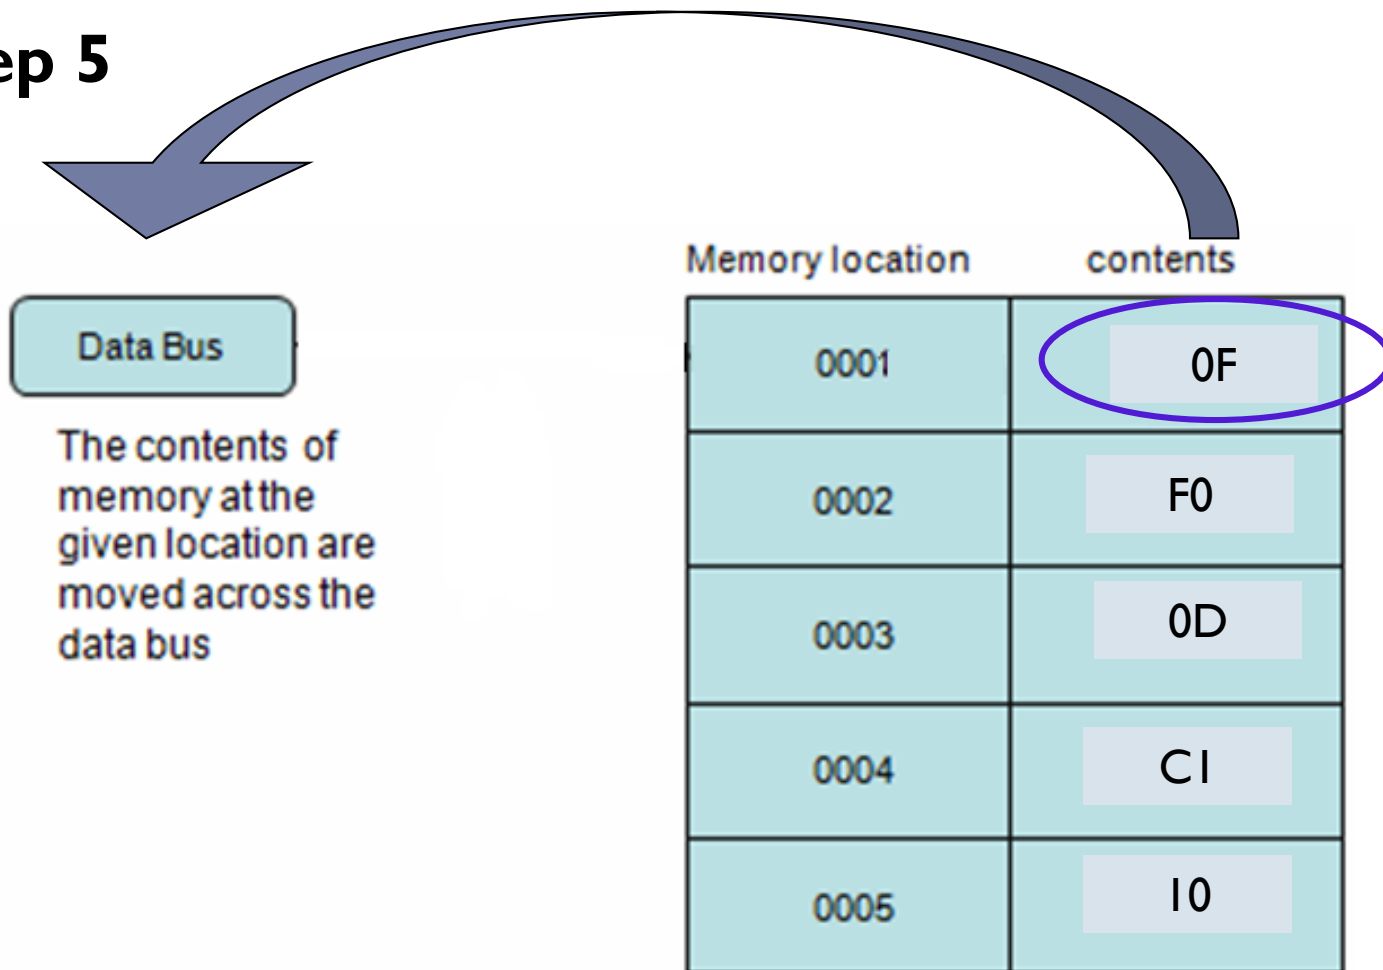 ep 5
Memory location contents
Data Bus
0001 0F
The contents of
memory at the
given location are
moved across the
data bus
0002 F0
0003 0D
0004 C1
0005 10